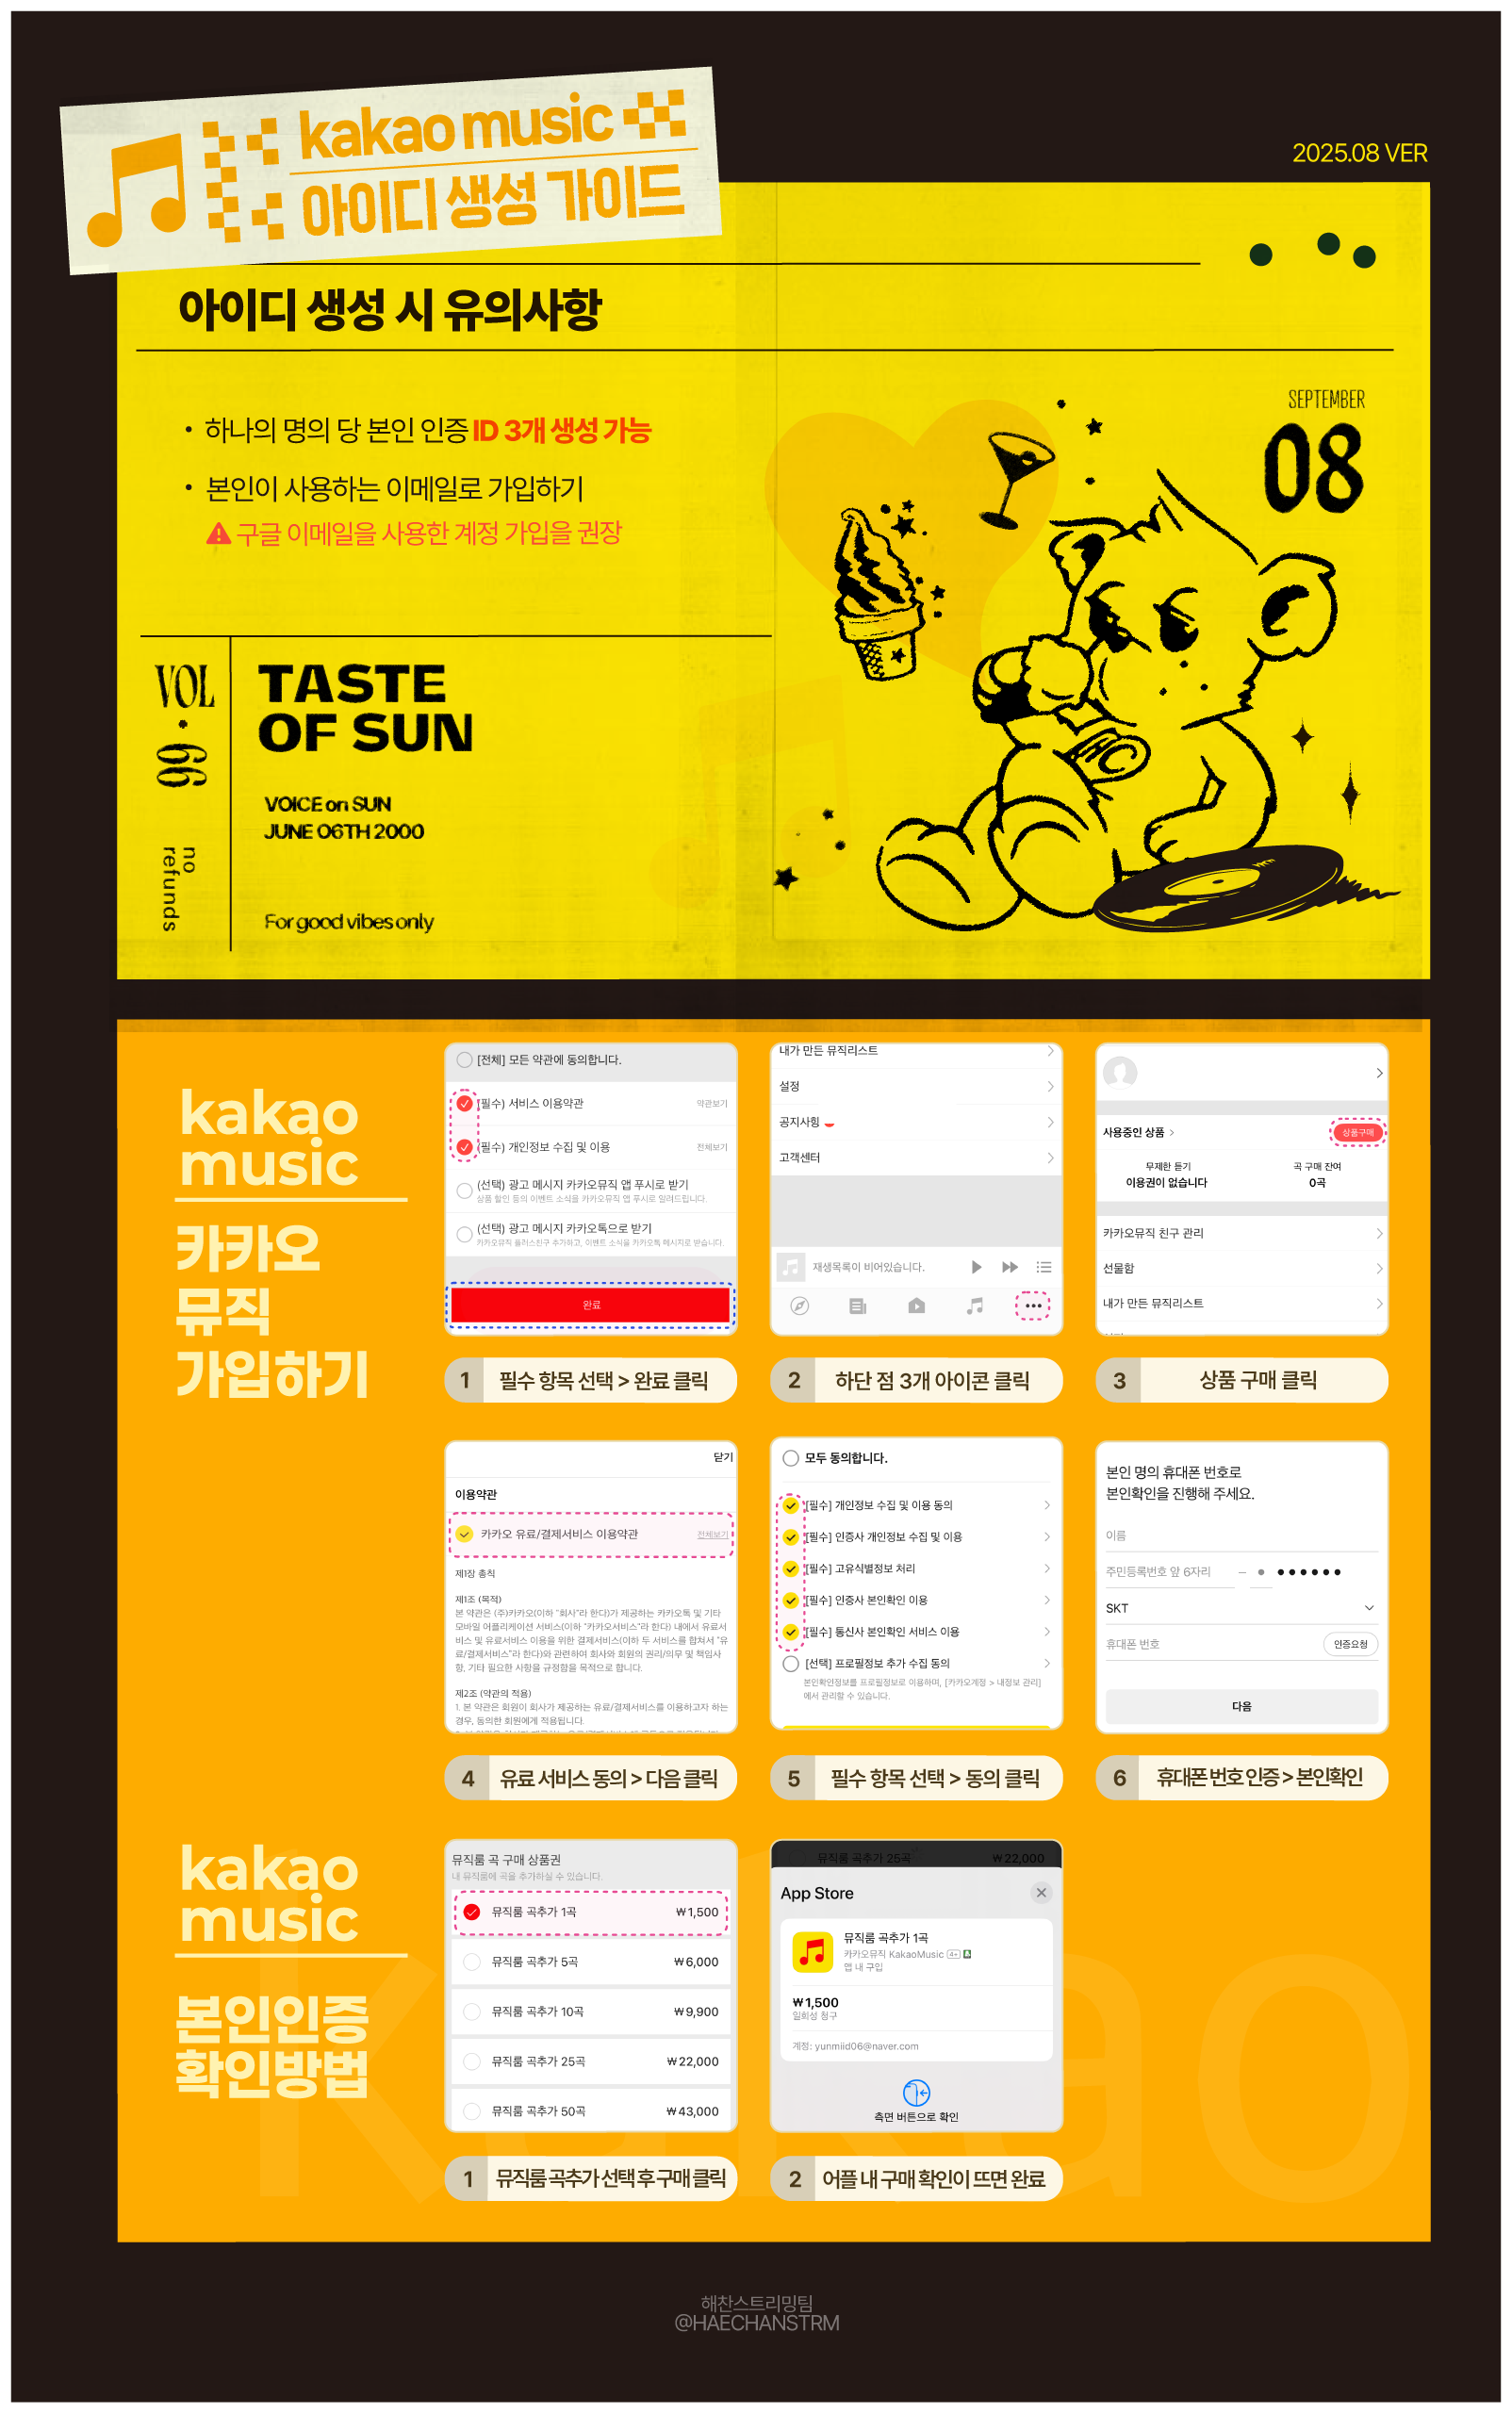 kakao music
아이디 생성 가이드
2025.08 VER
아이디 생성 시 유의사항
• 하나의 명의 당 본인 인증 ID 3개 생성 가능
• 본인이 사용하는 이메일로 가입하기
구글 이메일을 사용한 계정 가입을 권장
SEPTEMBER
08
HC
VOL
66
no
refunds
TASTE
OF SUN
VOICE on SUN
JUNE 06TH 2000
For good vibes only
kakao
music
카카오
뮤직
가입하기
[전체] 모든 약관에 동의합니다.
(필수) 서비스 이용약관 약관보기
(필수) 개인정보 수집 및 이용 전체보기
(선택) 광고 메시지 카카오뮤직 앱 푸시로 받기
상품 할인 등의 이벤트 소식을 카카오뮤직 앱 푸시로 알려드립니다.
(선택) 광고 메시지 카카오톡으로 받기
카카오뮤직 플러스친구 추가하고, 이벤트 소식을 카카오톡 메시지로 받습니다.
완료
1 필수 항목 선택 > 완료 클릭
내가 만든 뮤직리스트
설정
공지사항
고객센터
재생목록이 비어있습니다.
2 하단 점 3개 아이콘 클릭
사용중인 상품 >
상품구매
무제한 듣기 곡 구매 잔여
이용권이 없습니다 0곡
카카오뮤직 친구 관리
선물함
내가 만든 뮤직리스트
3 상품 구매 클릭
닫기
이용약관
카카오 유료/결제서비스 이용약관 전체보기
제1장 총칙
제1조 (목적)
본 약관은 (주)카카오(이하 "회사"라 한다)가 제공하는 카카오톡 및 기타
모바일 어플리케이션 서비스(이하 "카카오서비스"라 한다) 내에서 유료서
비스 및 유료서비스 이용을 위한 결제서비스(이하 두 서비스를 합쳐서 "유
료/결제서비스"라 한다)와 관련하여 회사와 회원의 권리/의무 및 책임사
항, 기타 필요한 사항을 규정함을 목적으로 합니다.
제2조 (약관의 적용)
1. 본 약관은 회원이 회사가 제공하는 유료/결제서비스를 이용하고자 하는
경우, 동의한 회원에게 적용됩니다.
4 유료 서비스 동의 > 다음 클릭
모두 동의합니다.
[필수] 개인정보 수집 및 이용 동의
[필수] 인증사 개인정보 수집 및 이용
[필수] 고유식별정보 처리
[필수] 인증사 본인확인 이용
[필수] 통신사 본인확인 서비스 이용
[선택] 프로필정보 추가 수집 동의
본인확인정보를 프로필정보로 이용하며, [카카오계정 > 내정보 관리]
에서 관리할 수 있습니다.
5 필수 항목 선택 > 동의 클릭
본인 명의 휴대폰 번호로
본인확인을 진행해 주세요.
이름
주민등록번호 앞 6자리 – ● ●●●●●●
SKT
휴대폰 번호 인증요청
다음
6 휴대폰 번호 인증 > 본인확인
kakao
music
본인인증
확인방법
뮤직룸 곡 구매 상품권
내 뮤직룸에 곡을 추가하실 수 있습니다.
뮤직룸 곡추가 1곡 ₩1,500
뮤직룸 곡추가 5곡 ₩6,000
뮤직룸 곡추가 10곡 ₩9,900
뮤직룸 곡추가 25곡 ₩22,000
뮤직룸 곡추가 50곡 ₩43,000
1 뮤직룸 곡추가 선택 후 구매 클릭
뮤직룸 곡추가 25곡 ₩22,000
App Store
뮤직룸 곡추가 1곡
카카오뮤직 KakaoMusic 4+
앱 내 구입
₩1,500
일회성 청구
계정: yunmiid06@naver.com
측면 버튼으로 확인
2 어플 내 구매 확인이 뜨면 완료
kakao
해찬스트리밍팀
@HAECHANSTRM